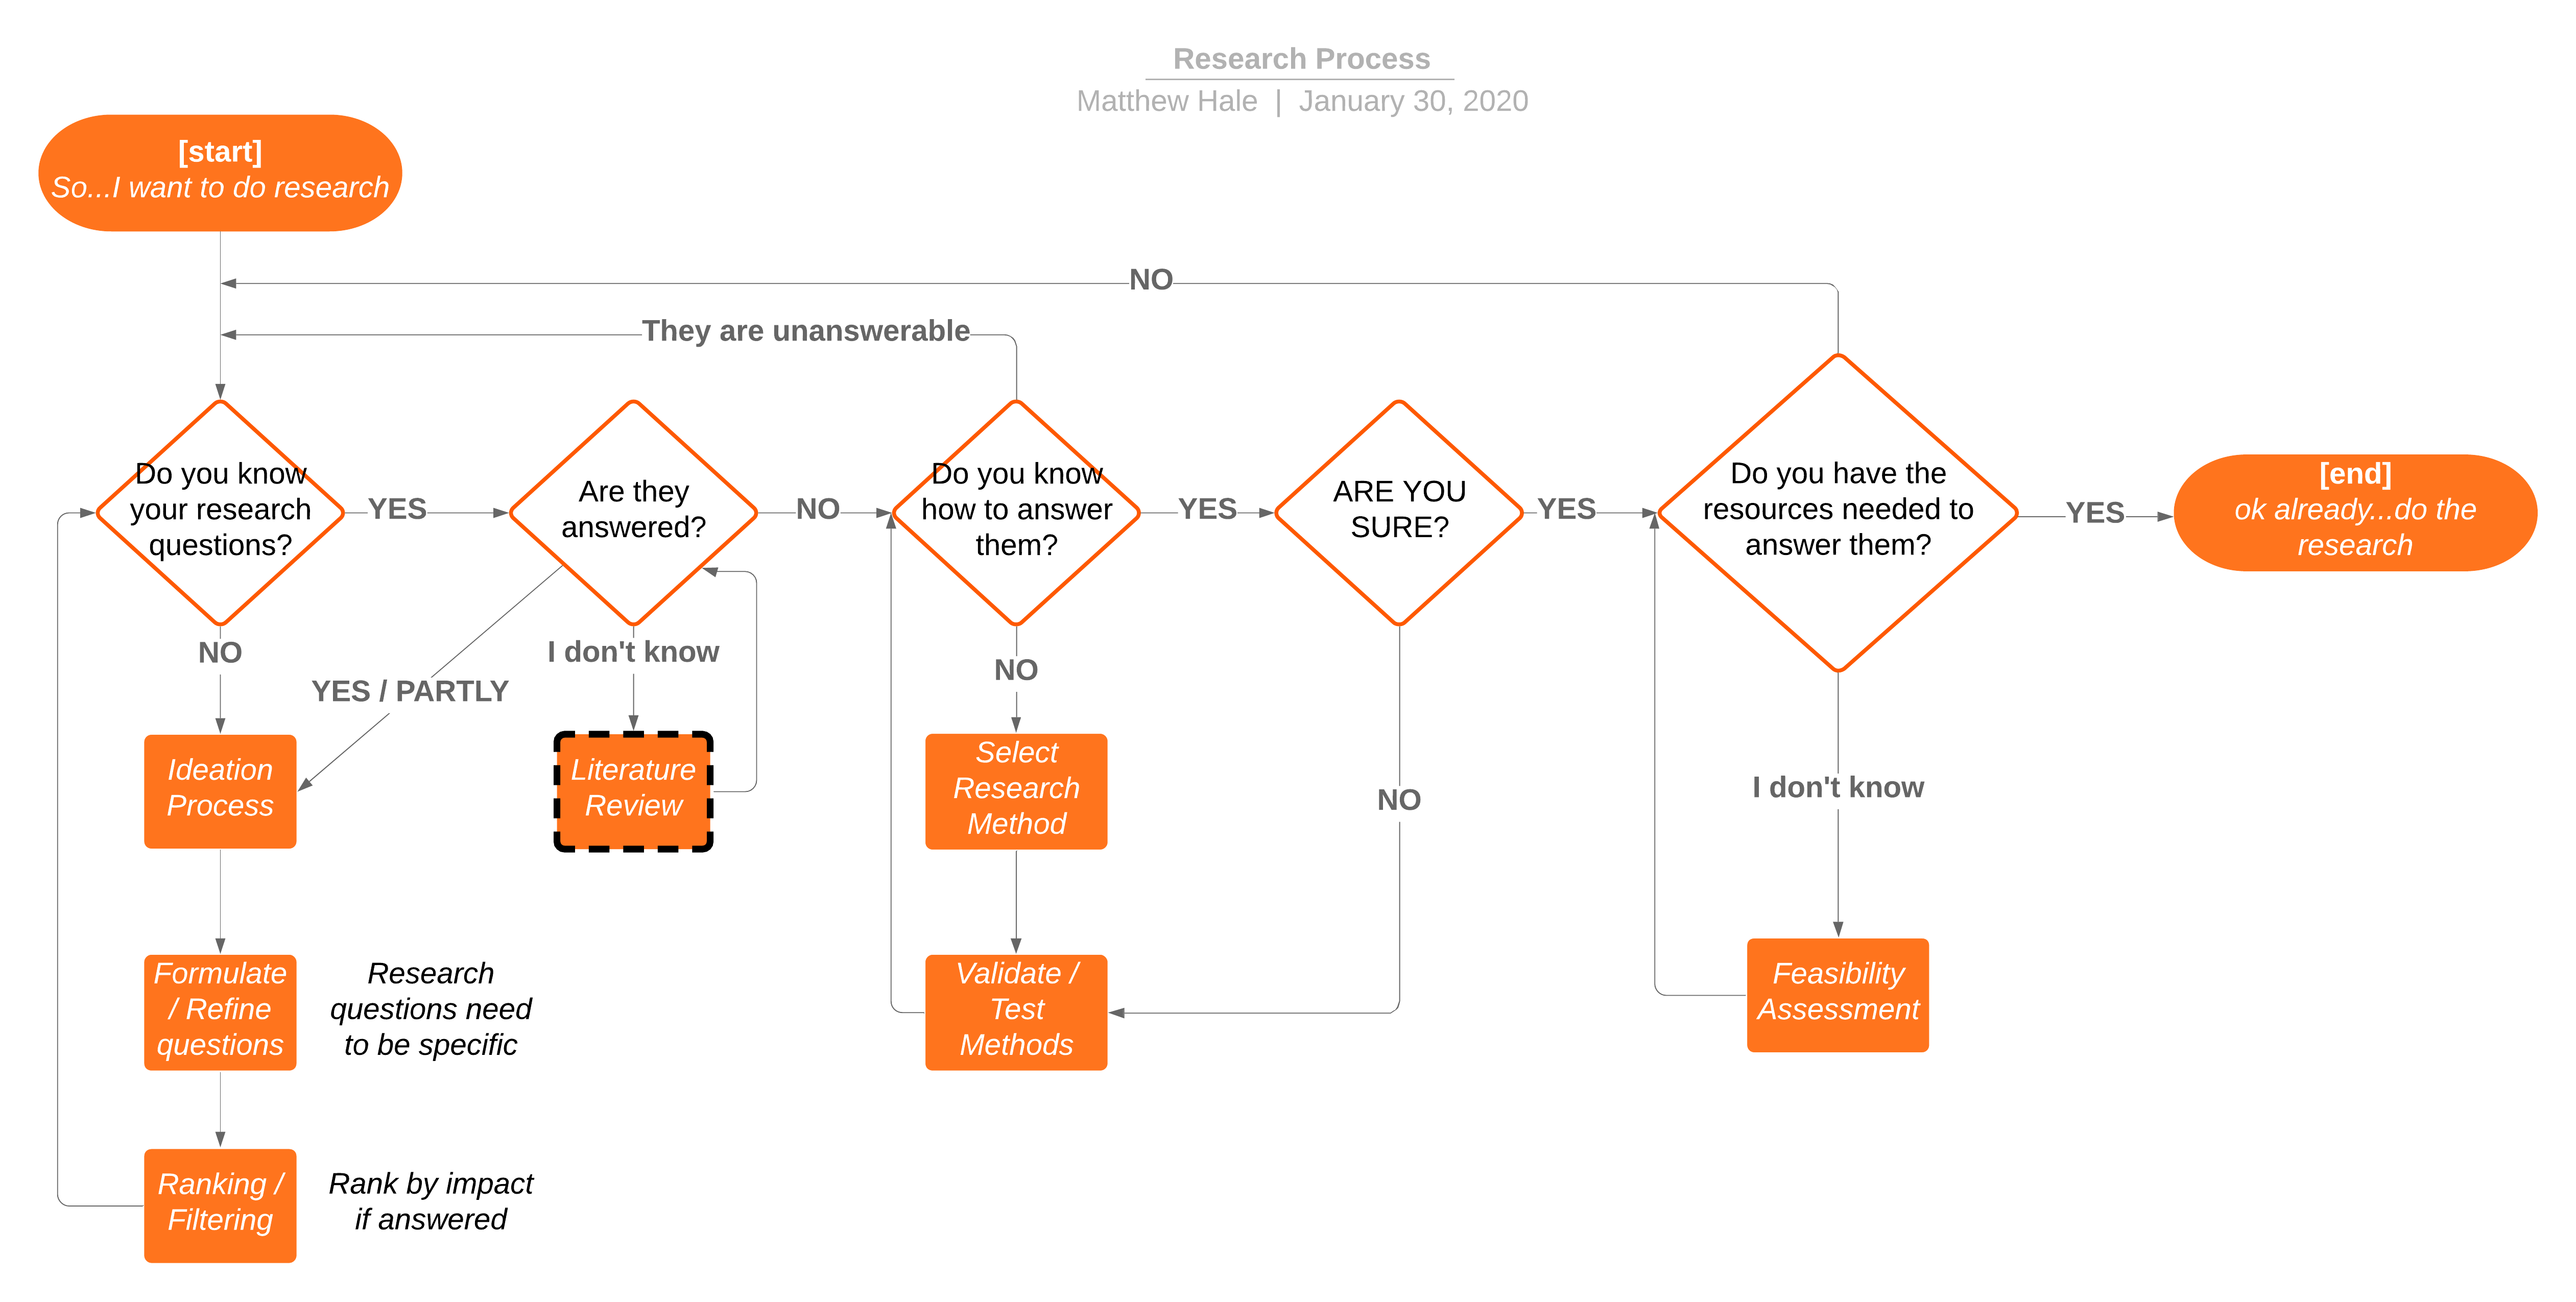 Research Process
Matthew Hale | January 30, 2020
[start]
So...I want to do research
NO
They are unanswerable
Do you know
your research
questions?
YES
Are they
answered?
NO
Do you know
how to answer
them?
YES
ARE YOU
SURE?
YES
Do you have the
resources needed to
answer them?
YES
[end]
ok already...do the
research
NO
YES / PARTLY
I don't know
NO
NO
I don't know
Ideation
Process
Literature
Review
Select
Research
Method
Formulate
/ Refine
questions
Research
questions need
to be specific
Validate /
Test
Methods
Feasibility
Assessment
Ranking /
Filtering
Rank by impact
if answered